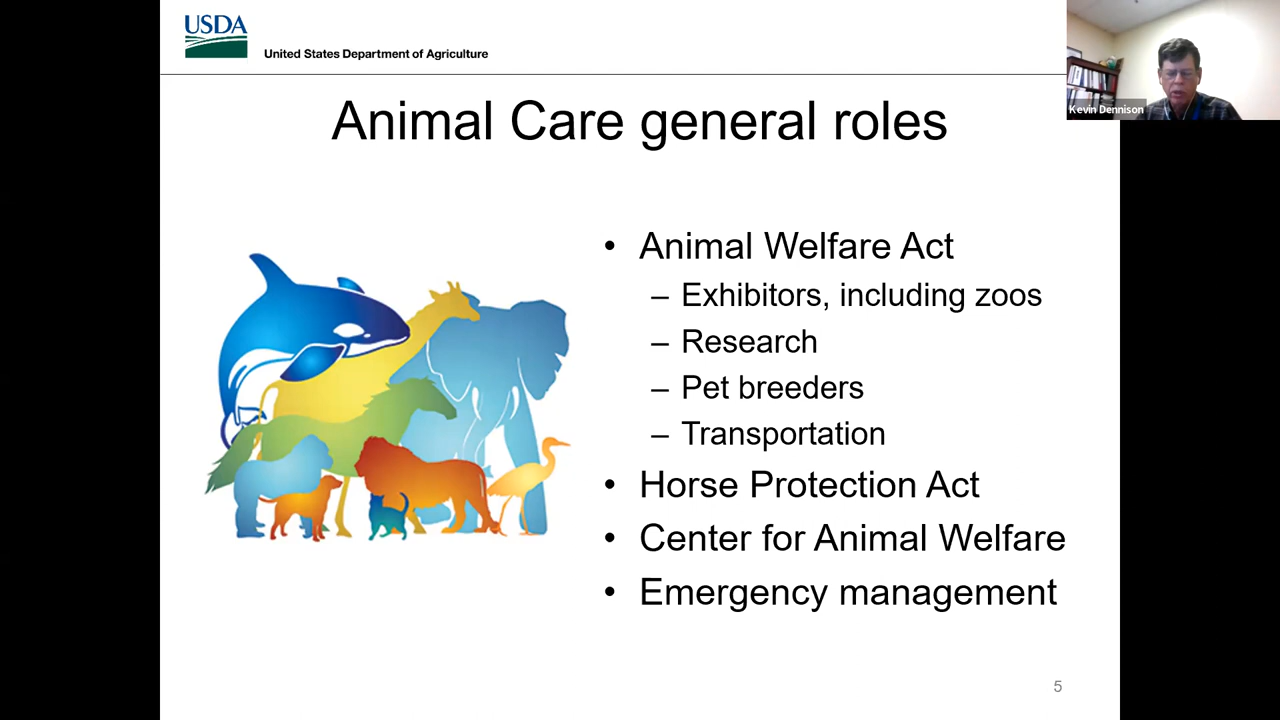 USDA
United States Department of Agriculture
Kevin Dennison
Animal Care general roles
• Animal Welfare Act
– Exhibitors, including zoos
– Research
– Pet breeders
– Transportation
• Horse Protection Act
• Center for Animal Welfare
• Emergency management
5